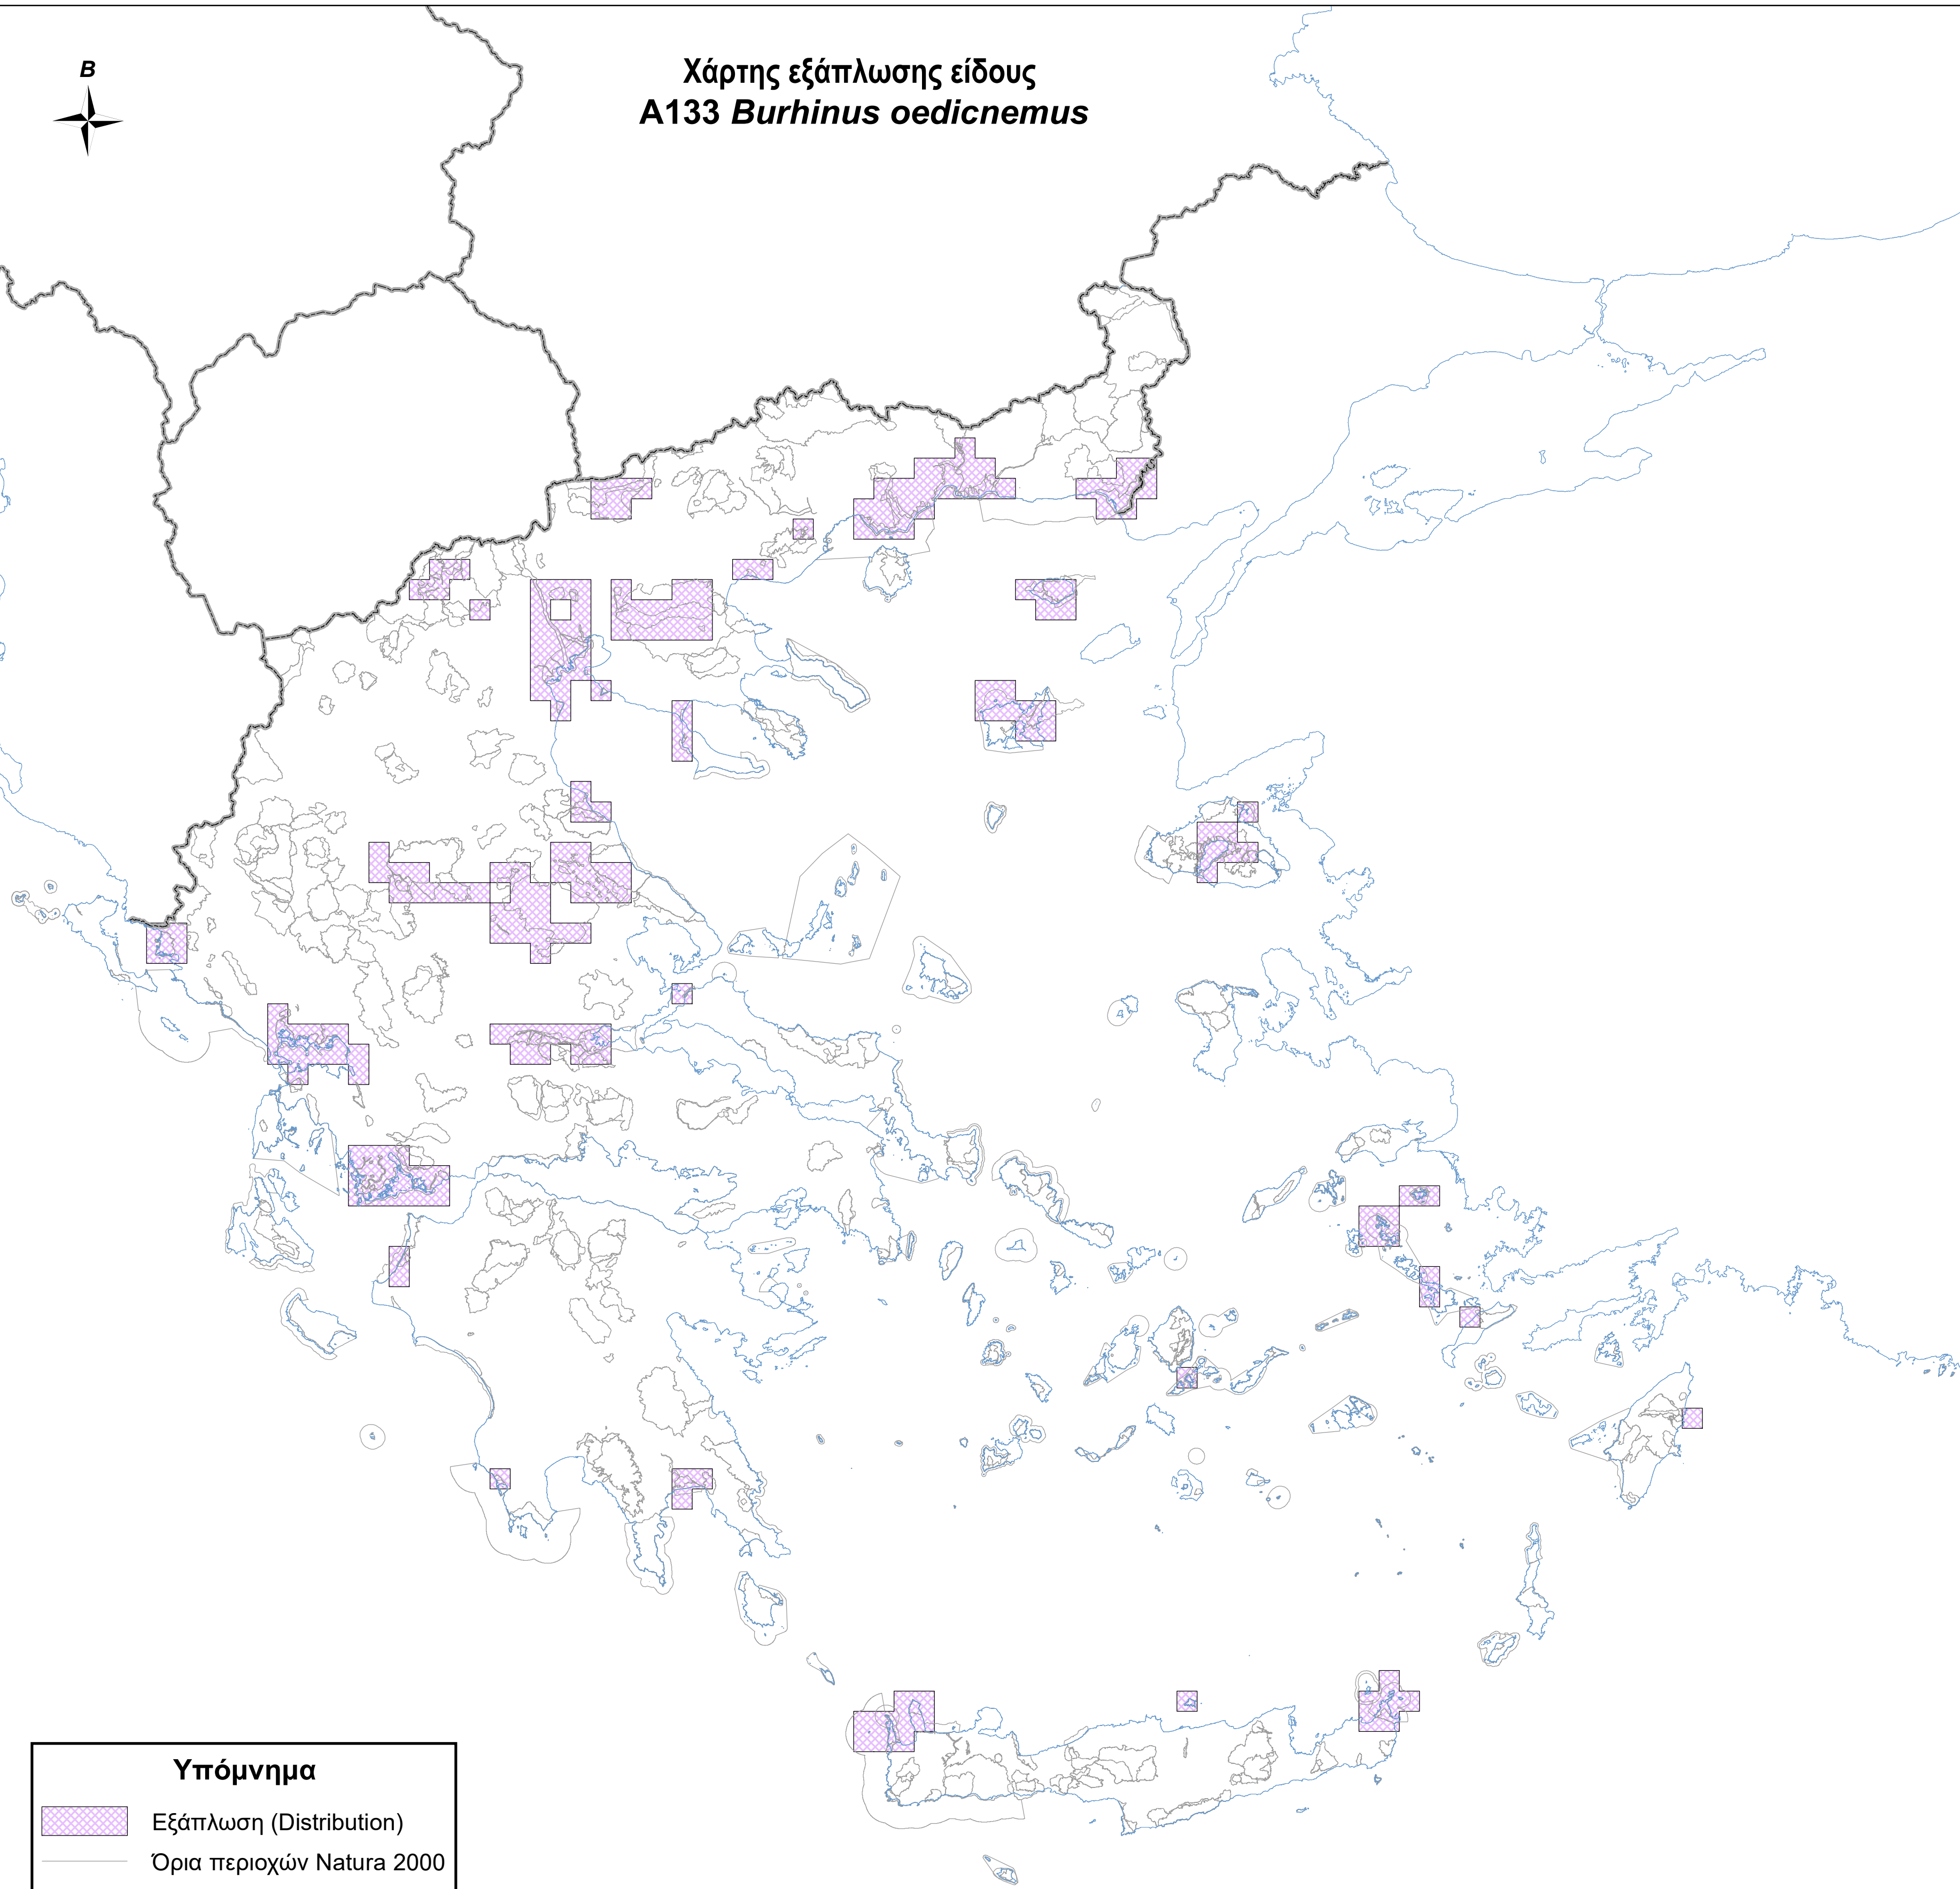 Β
Χάρτης εξάπλωσης είδους
A133 Burhinus oedicnemus
Υπόμνημα
Εξάπλωση (Distribution)
Όρια περιοχών Natura 2000